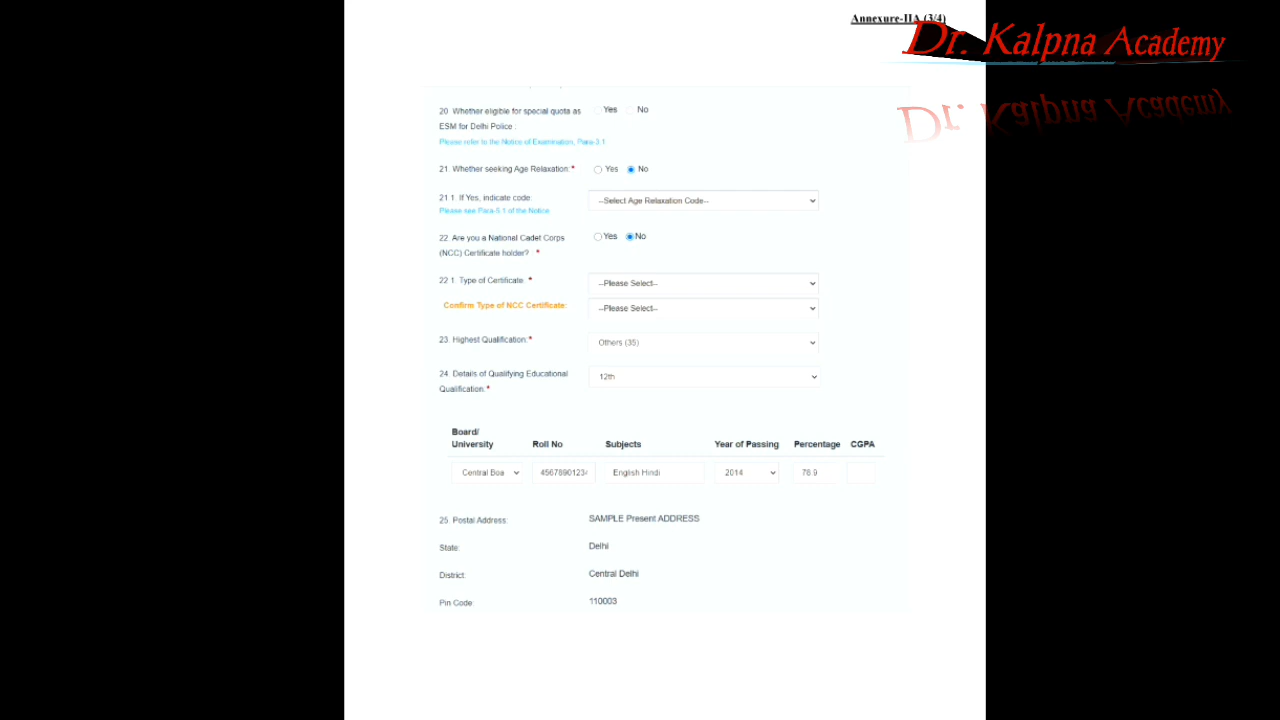 Annexure-IIA (3/4)
Dr. Kalpna Academy
20 Whether eligible for special quota as
ESM for Delhi Police :
Yes No
Please refer to the Notice of Examination, Para-3.1
21. Whether seeking Age Relaxation:* Yes No
21 1. If Yes, indicate code:
Please see Para-5.1 of the Notice
--Select Age Relaxation Code--
22. Are you a National Cadet Corps
(NCC) Certificate holder? *
Yes No
22 1. Type of Certificate * --Please Select--
Confirm Type of NCC Certificate: --Please Select--
23. Highest Qualification:* Others (35)
24. Details of Qualifying Educational
Qualification:*
12th
Board/
University Roll No Subjects Year of Passing Percentage CGPA
Central Boa 4567890123 English Hindi 2014 78.9
25 Postal Address: SAMPLE Present ADDRESS
State: Delhi
District: Central Delhi
Pin Code: 110003